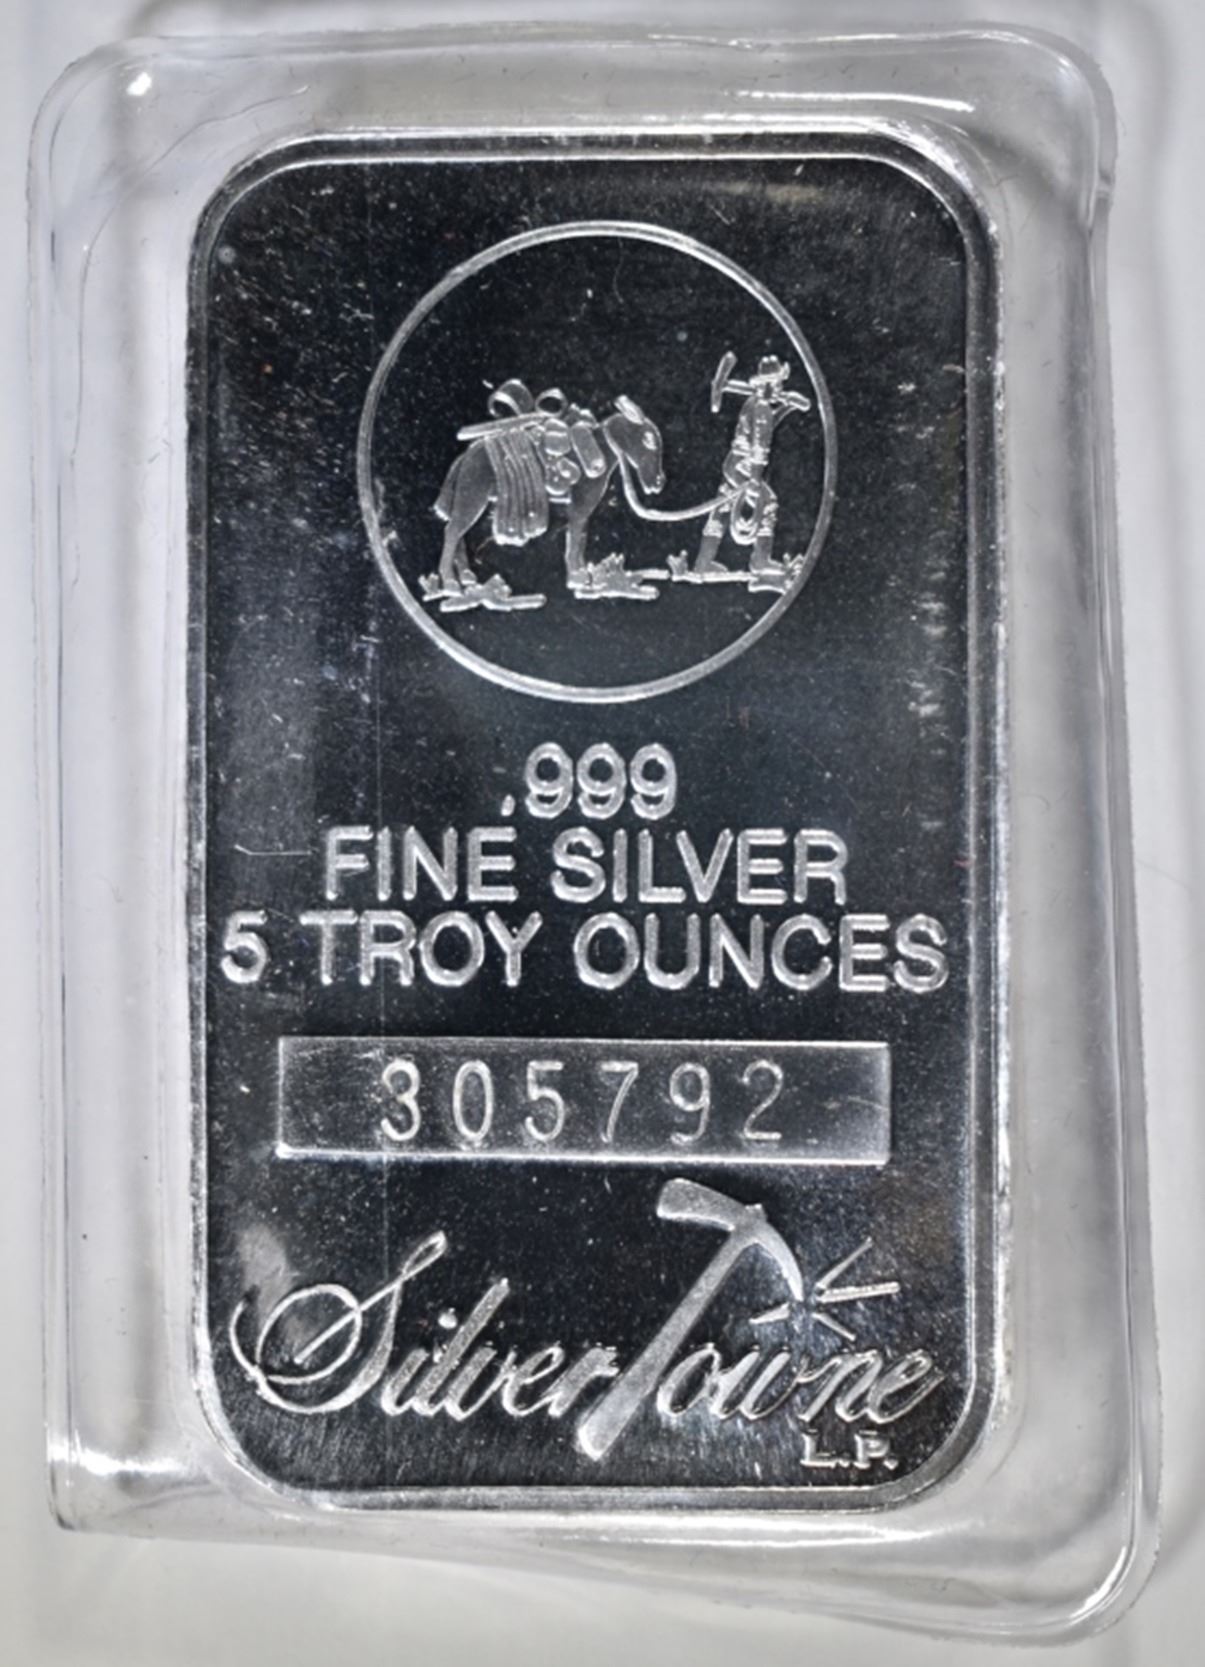 .999
FINE SILVER
5 TROY OUNCES
305792
SilverTowne
L.P.